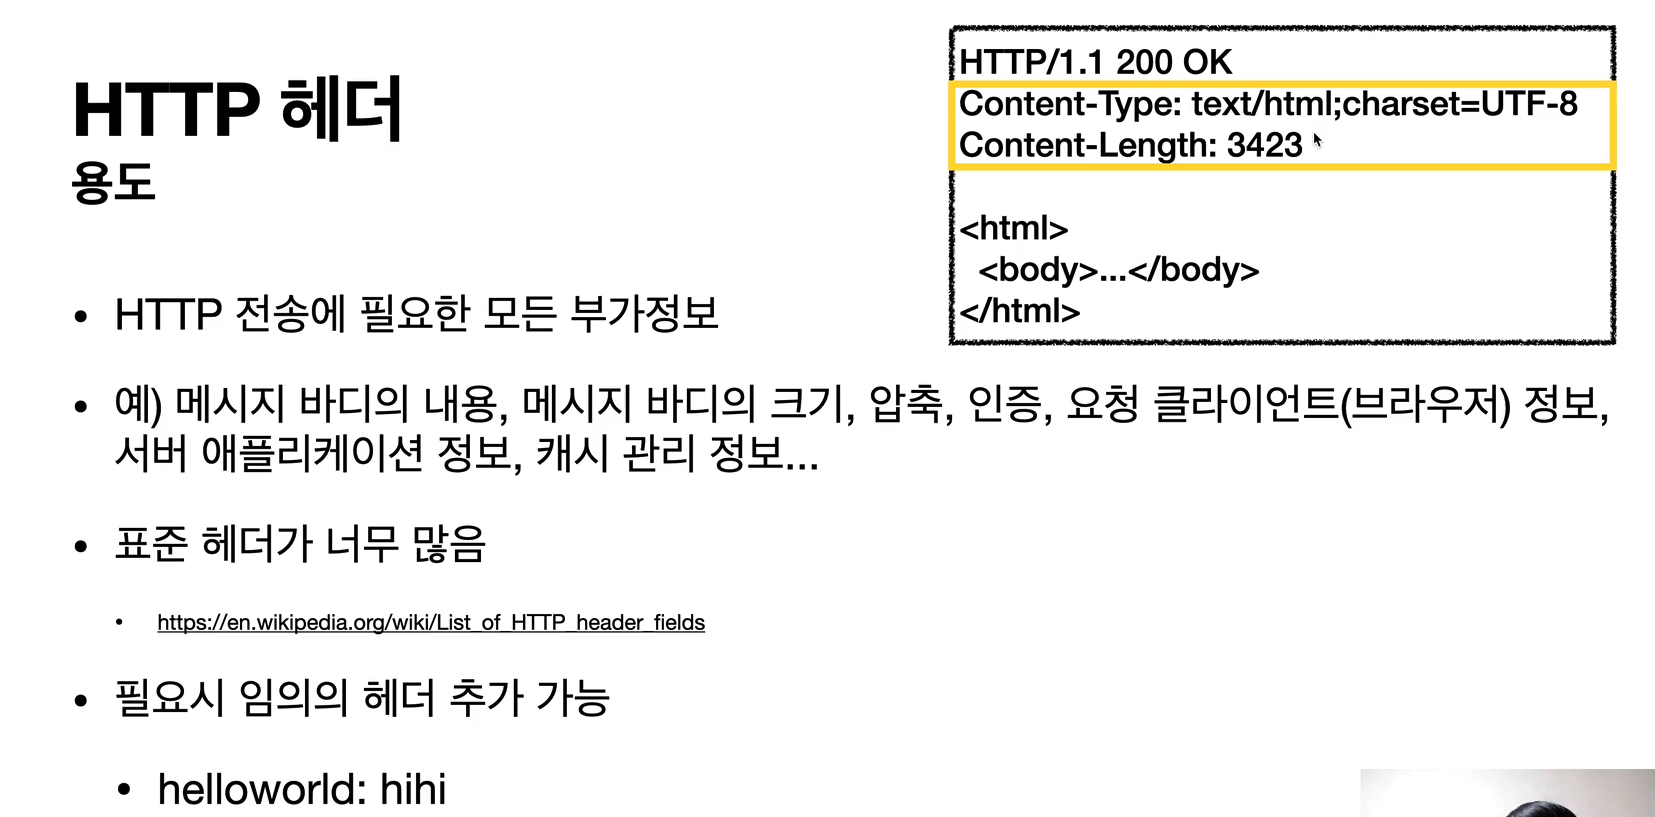 HTTP 헤더
용도
HTTP/1.1 200 OK
Content-Type: text/html;charset=UTF-8
Content-Length: 3423
<html>
<body>...</body>
</html>
• HTTP 전송에 필요한 모든 부가정보
• 예) 메시지 바디의 내용, 메시지 바디의 크기, 압축, 인증, 요청 클라이언트(브라우저) 정보,
서버 애플리케이션 정보, 캐시 관리 정보...
• 표준 헤더가 너무 많음
• https://en.wikipedia.org/wiki/List_of_HTTP_header_fields
• 필요시 임의의 헤더 추가 가능
• helloworld: hihi